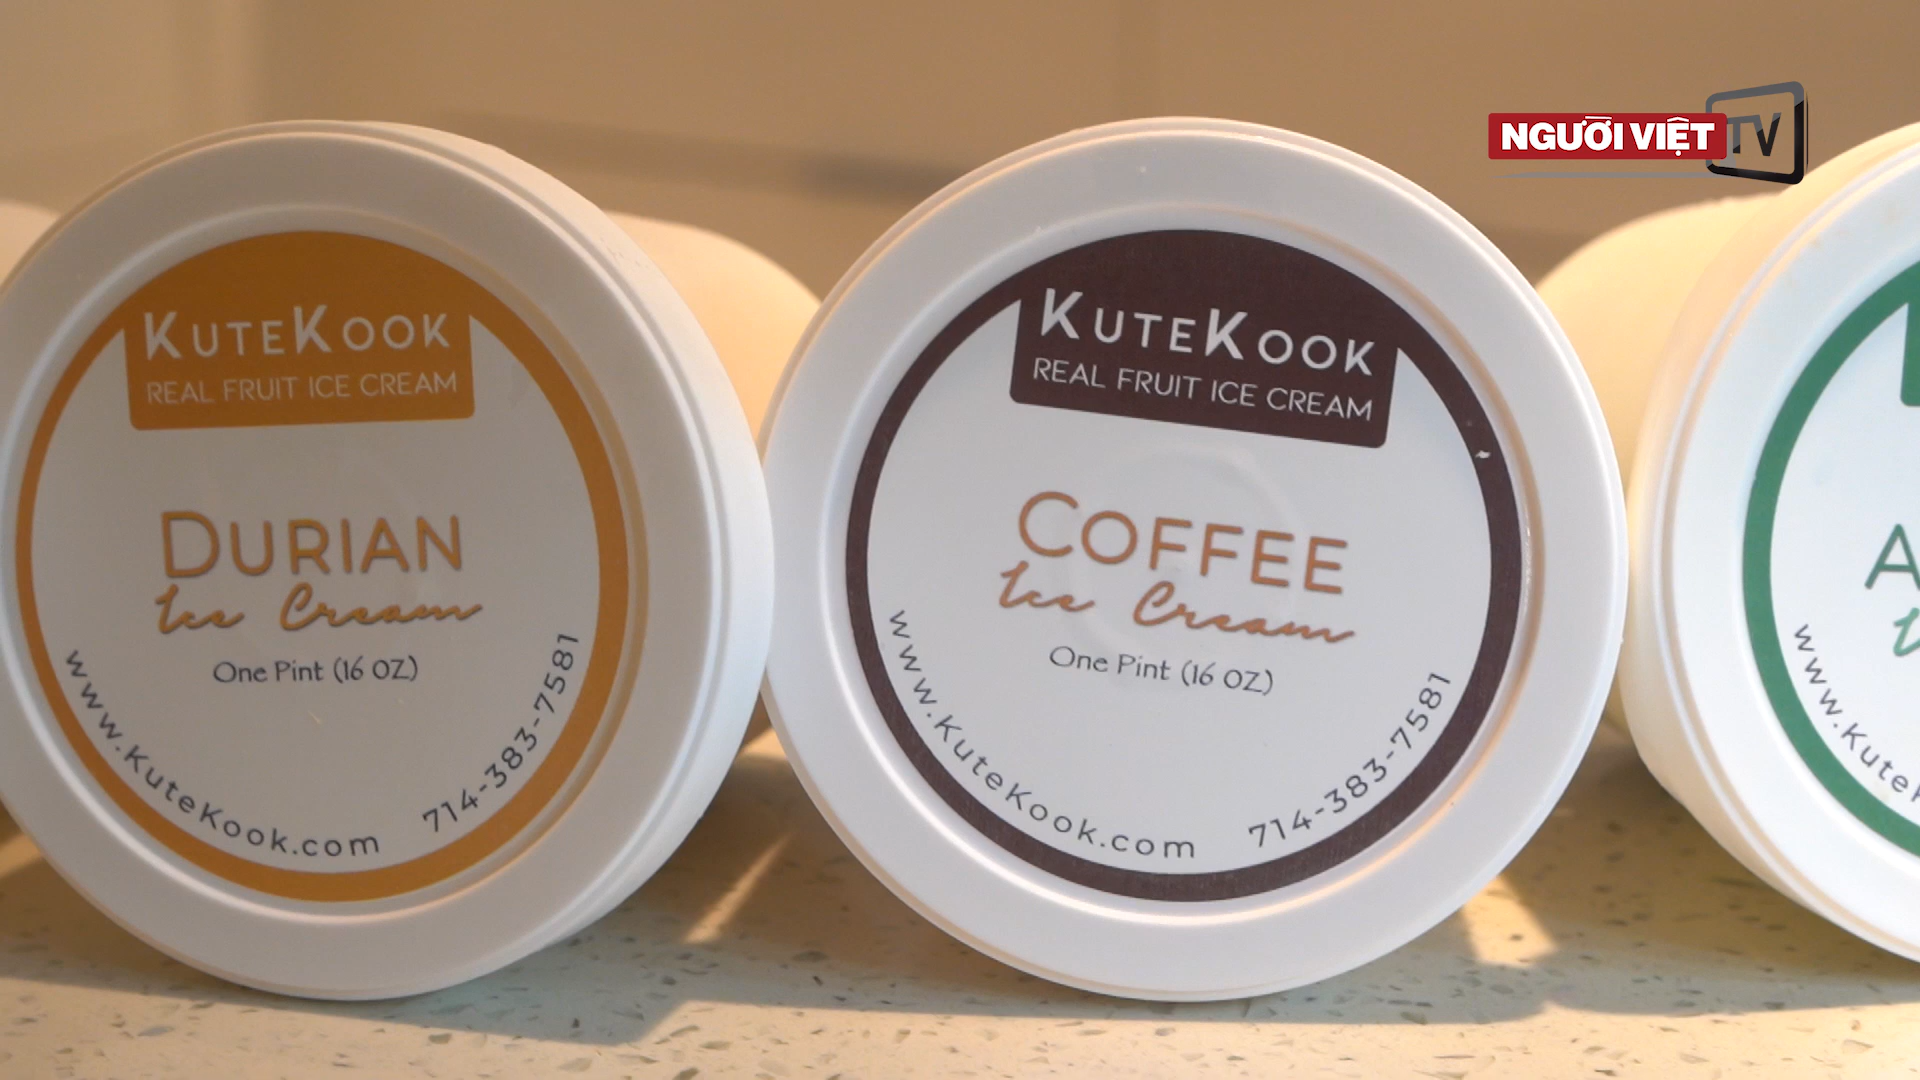 NGƯỜI VIỆT TV
KUTEKOOK
REAL FRUIT ICE CREAM
DURIAN
Ice Cream
One Pint (16 OZ)
www.KuteKook.com
714-383-7581
KUTEKOOK
REAL FRUIT ICE CREAM
COFFEE
Ice Cream
One Pint (16 OZ)
www.KuteKook.com
714-383-7581